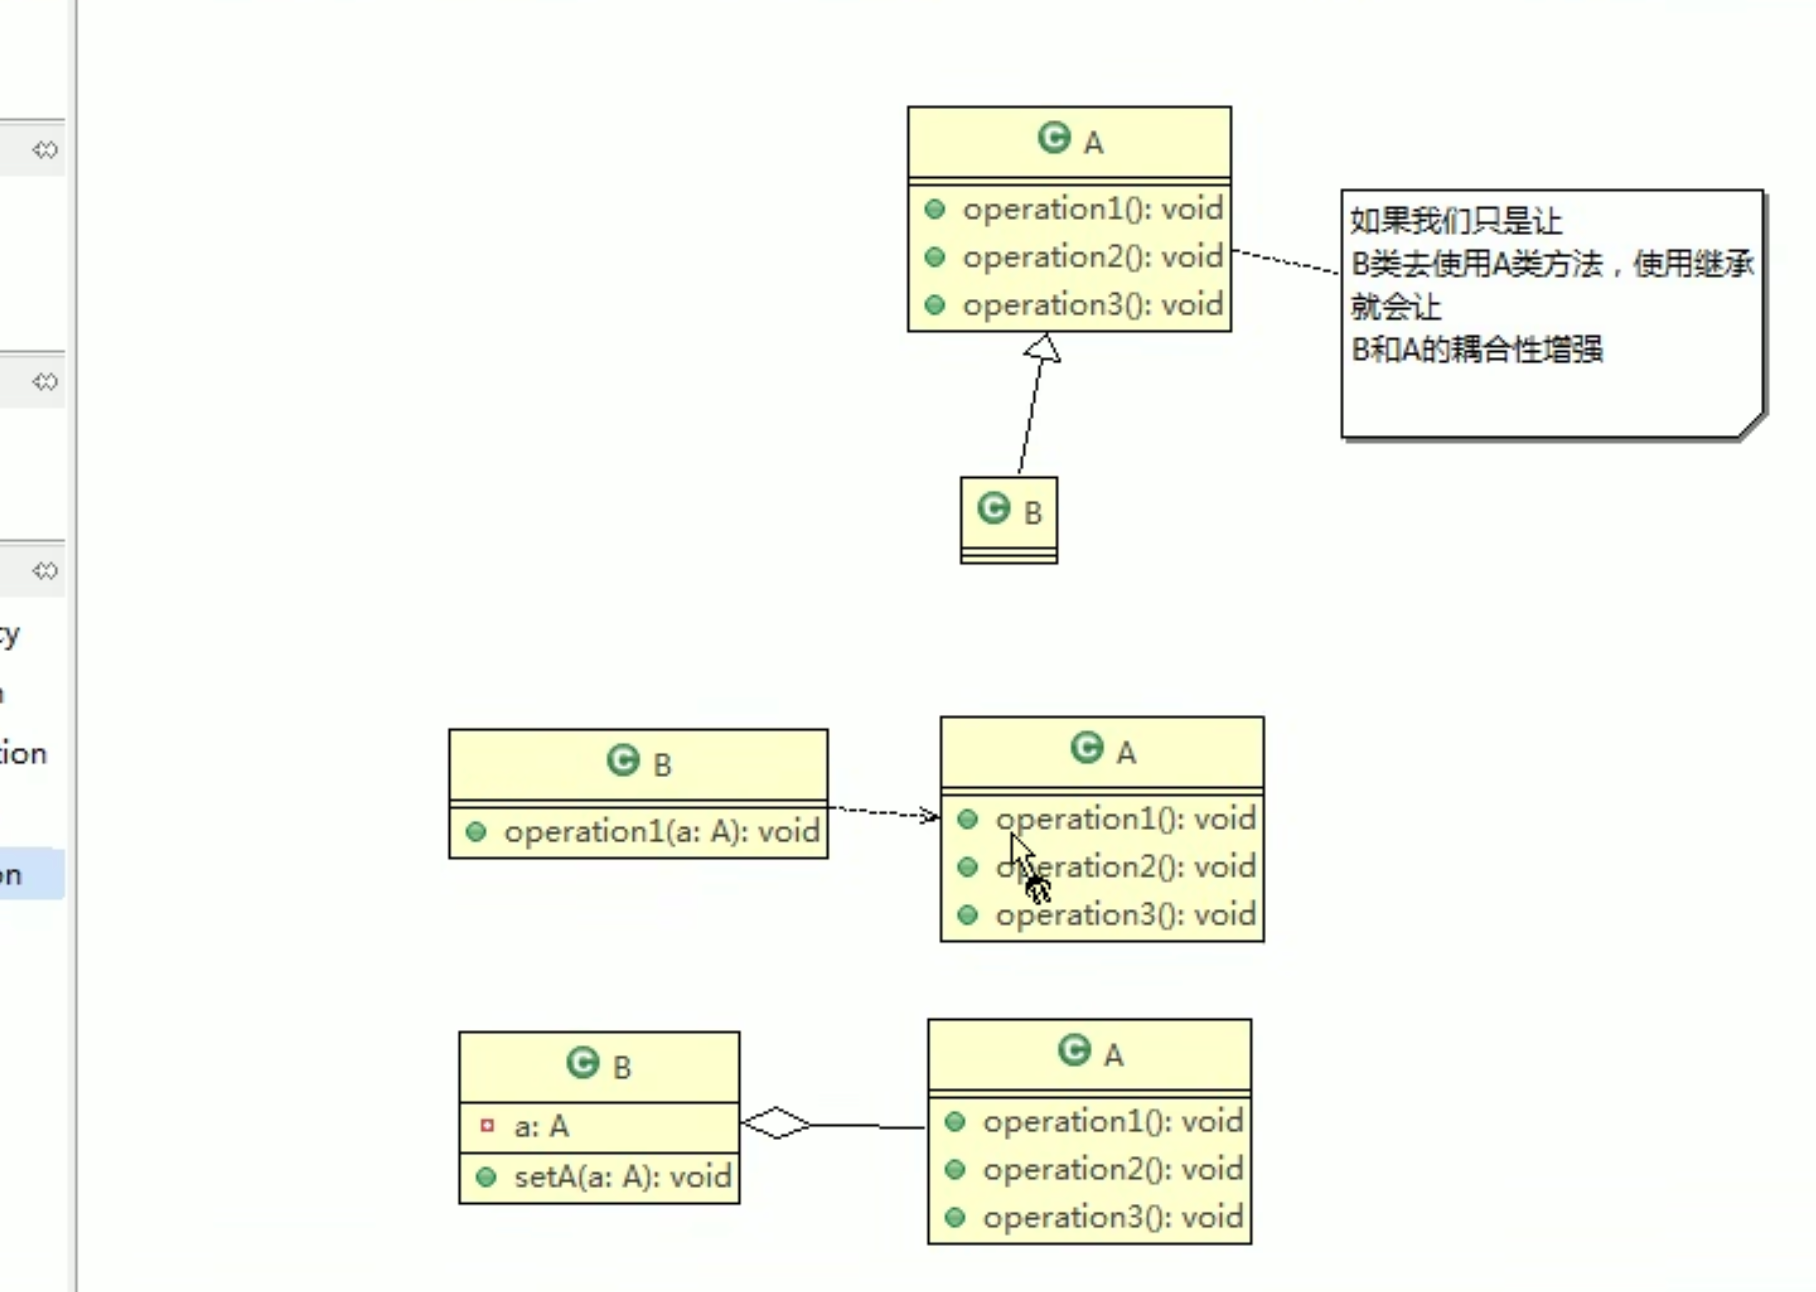 A
operation1(): void
operation2(): void
operation3(): void
如果我们只是让
B类去使用A类方法，使用继承
就会让
B和A的耦合性增强
B
cy
n
tion
on
B
operation1(a: A): void
A
operation1(): void
operation2(): void
operation3(): void
B
a: A
setA(a: A): void
A
operation1(): void
operation2(): void
operation3(): void